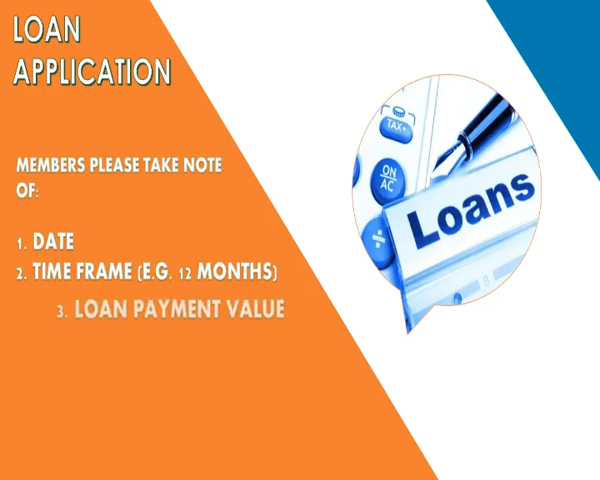 LOAN
APPLICATION
MEMBERS PLEASE TAKE NOTE
OF:
1. DATE
2. TIME FRAME (E.G. 12 MONTHS)
3. LOAN PAYMENT VALUE
TAX+
ON
AC
÷
Loans
8